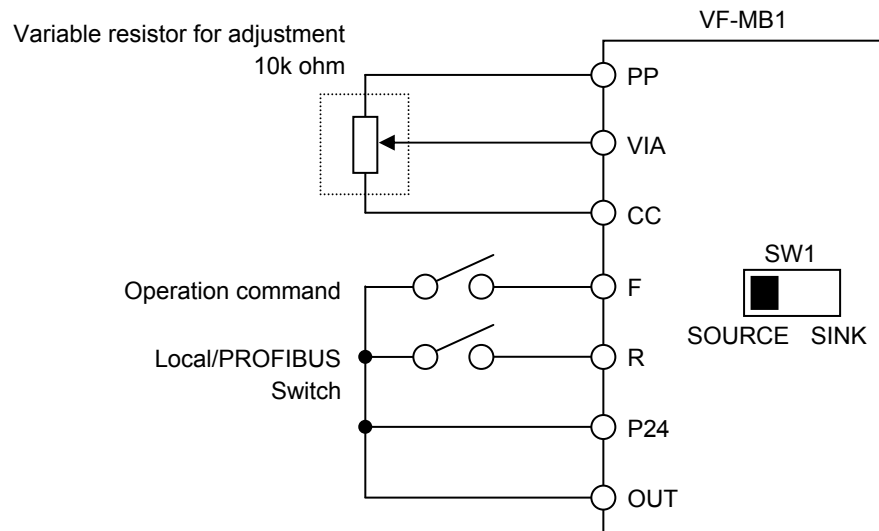 VF-MB1
Variable resistor for adjustment
10k ohm
PP
VIA
CC
SW1
Operation command
F
SOURCE SINK
Local/PROFIBUS
Switch
R
P24
OUT